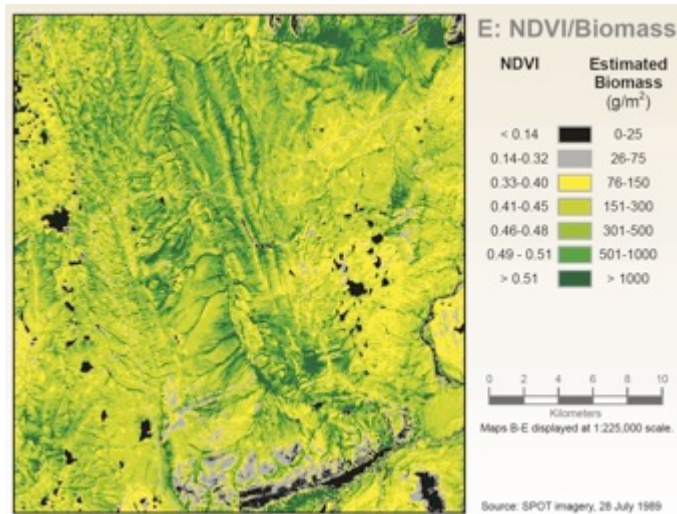 E: NDVI/Biomass
NDVI Estimated
Biomass
(g/m²)
< 0.14 0-25
0.14-0.32 26-75
0.33-0.40 76-150
0.41-0.45 151-300
0.46-0.48 301-500
0.49 - 0.51 501-1000
> 0.51 > 1000
0 2 4 6 8 10
Kilometers
Maps B-E displayed at 1:225,000 scale.
Source: SPOT imagery, 28 July 1989